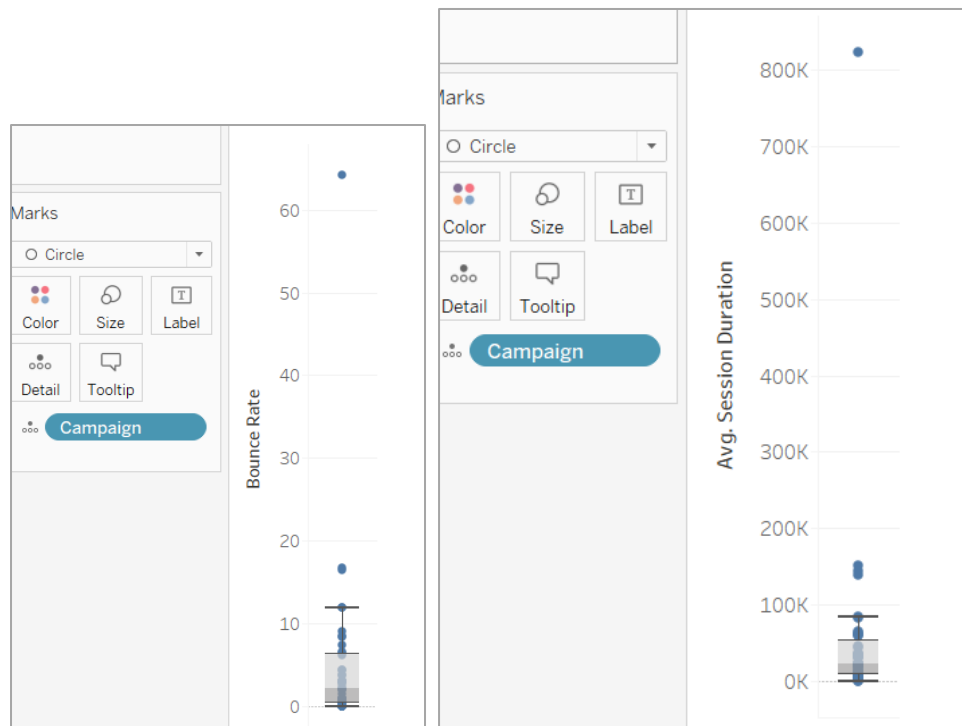 Marks
Circle
Color Size Label
Detail Tooltip
Campaign
Bounce Rate
60
50
40
30
20
10
0
Marks
Circle
Color Size Label
Detail Tooltip
Campaign
Avg. Session Duration
800K
700K
600K
500K
400K
300K
200K
100K
0K